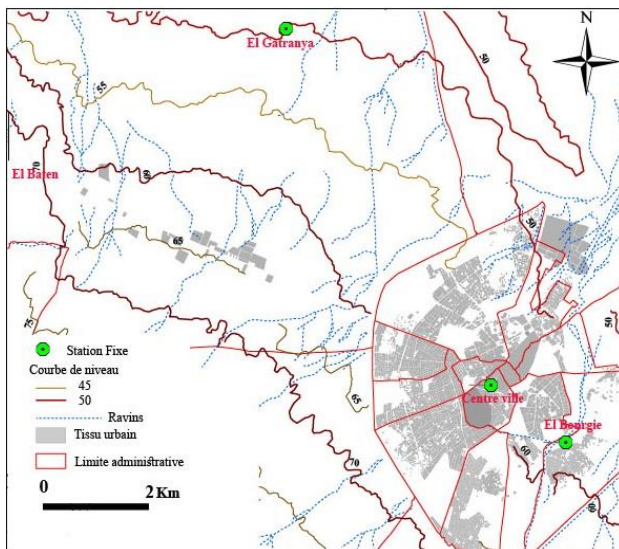 El Gatranya
N
50
55
70
60
El Baten
65
50
75
50
Station Fixe
Courbe de niveau
45
50
Ravins
Tissu urbain
Limite administrative
0
2 Km
65
70
Centre ville
El Bourgie
60
60